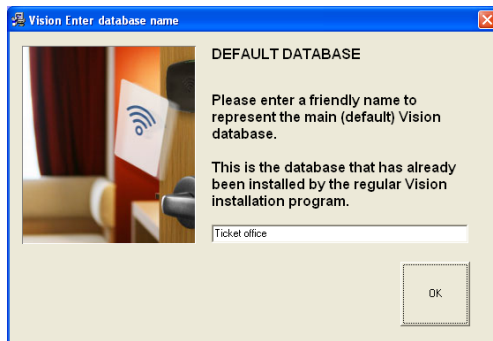 Vision Enter database name
DEFAULT DATABASE
Please enter a friendly name to
represent the main (default) Vision
database.
This is the database that has already
been installed by the regular Vision
installation program.
Ticket office
OK